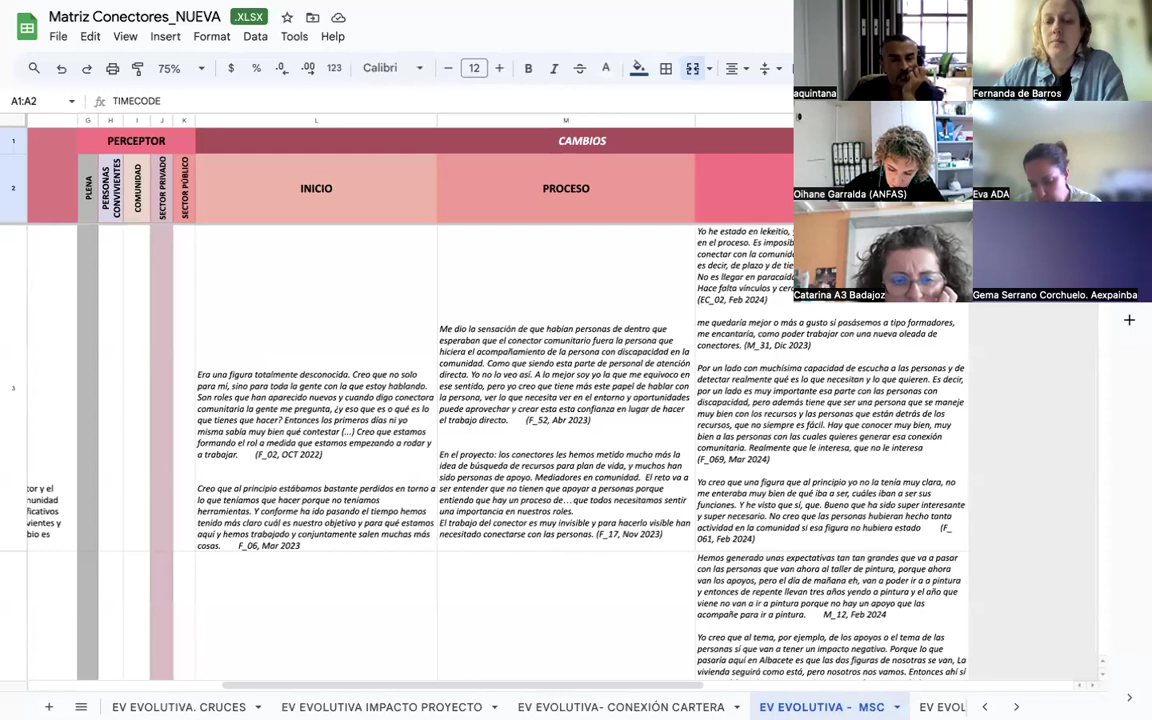 Matriz Conectores_NUEVA .XLSX
File Edit View Insert Format Data Tools Help
75% $ % .0 .00 123 Calibri 12 B I A
A1:A2 fx TIMECODE
G H I J K L M
1 PERCEPTOR CAMBIOS
2 PLENA PERSONAS CONVIVIENTES COMUNIDAD SECTOR PRIVADO SECTOR PÚBLICO INICIO PROCESO
3
tor y el
nunidad
ficativos
vientes y
bio es
Era una figura totalmente desconocida. Creo que no solo
para mí, sino para toda la gente con la que estoy hablando.
Son roles que han aparecido nuevos y cuando digo conectora
comunitaria la gente me pregunta, ¿y eso que es o qué es lo
que tienes que hacer? Entonces los primeros días ni yo
misma sabía muy bien qué contestar (...) Creo que estamos
formando el rol a medida que estamos empezando a rodar y
a trabajar. (F_02, OCT 2022)
Creo que al principio estábamos bastante perdidos en torno a
lo que teníamos que hacer porque no teníamos
herramientas. Y conforme ha ido pasando el tiempo hemos
tenido más claro cuál es nuestro objetivo y para qué estamos
aquí y hemos trabajado y conjuntamente salen muchas más
cosas. F_06, Mar 2023
Me dio la sensación de que habían personas de dentro que
esperaban que el conector comunitario fuera la persona que
hiciera el acompañamiento de la persona con discapacidad en la
comunidad. Como que siendo esta parte de personal de atención
directa. Yo no lo veo así. A lo mejor soy yo la que me equivoco en
ese sentido, pero yo creo que tiene más este papel de hablar con
la persona, ver lo que necesita ver en el entorno y oportunidades
puede aprovechar y crear esta esta confianza en lugar de hacer
el trabajo directo. (F_52, Abr 2023)
En el proyecto: los conectores les hemos metido mucho más la
idea de búsqueda de recursos para plan de vida, y muchos han
sido personas de apoyo. Mediadores en comunidad. El reto va a
ser entender que no tienen que apoyar a personas porque
entiendo que hay un proceso de... que todos necesitamos sentir
una importancia en nuestros roles.
El trabajo del conector es muy invisible y para hacerlo visible han
necesitado conectarse con las personas. (F_17, Nov 2023)
Yo he estado en lekeitio,
en el proceso. Es imposib
conectar con la comunida
es decir, de plazo y de tie
No es llegar en paracaída
Hace falta vínculos y cerc
(EC_02, Feb 2024)
me quedaría mejor o más a gusto si pasásemos a tipo formadores,
me encantaría, como poder trabajar con una nueva oleada de
conectores. (M_31, Dic 2023)
Por un lado con muchísima capacidad de escucha a las personas y de
detectar realmente qué es lo que necesitan y lo que quieren. Es decir,
por un lado es muy importante esa parte con las personas con
discapacidad, pero además tiene que ser una persona que se maneje
muy bien con los recursos y las personas que están detrás de los
recursos, que no siempre es fácil. Hay que conocer muy bien, muy
bien a las personas con las cuales quieres generar esa conexión
comunitaria. Realmente que le interesa, que no le interesa
(F_069, Mar 2024)
Yo creo que una figura que al principio yo no la tenía muy clara, no
me enteraba muy bien de qué iba a ser, cuáles iban a ser sus
funciones. Y he visto que sí, que. Bueno que ha sido super interesante
y super necesario. No creo que las personas hubieran hecho tanta
actividad en la comunidad si esa figura no hubiera estado (F_
061, Feb 2024)
Hemos generado unas expectativas tan tan grandes que va a pasar
con las personas que van ahora al taller de pintura, porque ahora
van los apoyos, pero el día de mañana eh, van a poder ir a a pintura
y entonces de repente llevan tres años yendo a pintura y el año que
viene no van a ir a pintura porque no hay un apoyo que las
acompañe para ir a pintura. M_12, Feb 2024
Yo creo que al tema, por ejemplo, de los apoyos o el tema de las
personas sí que van a tener un impacto negativo. Porque lo que
pasaría aquí en Albacete es que las dos figuras de nosotras se van, La
vivienda seguirá como está, pero nosotros nos vamos. Entonces ahí sí
aquintana
Fernanda de Barros
Oihane Garralda (ANFAS)
Eva ADA
Catarina A3 Badajoz
Gema Serrano Corchuelo. Aexpainba
EV EVOLUTIVA. CRUCES EV EVOLUTIVA IMPACTO PROYECTO EV EVOLUTIVA- CONEXIÓN CARTERA EV EVOLUTIVA - MSC EV EVOL